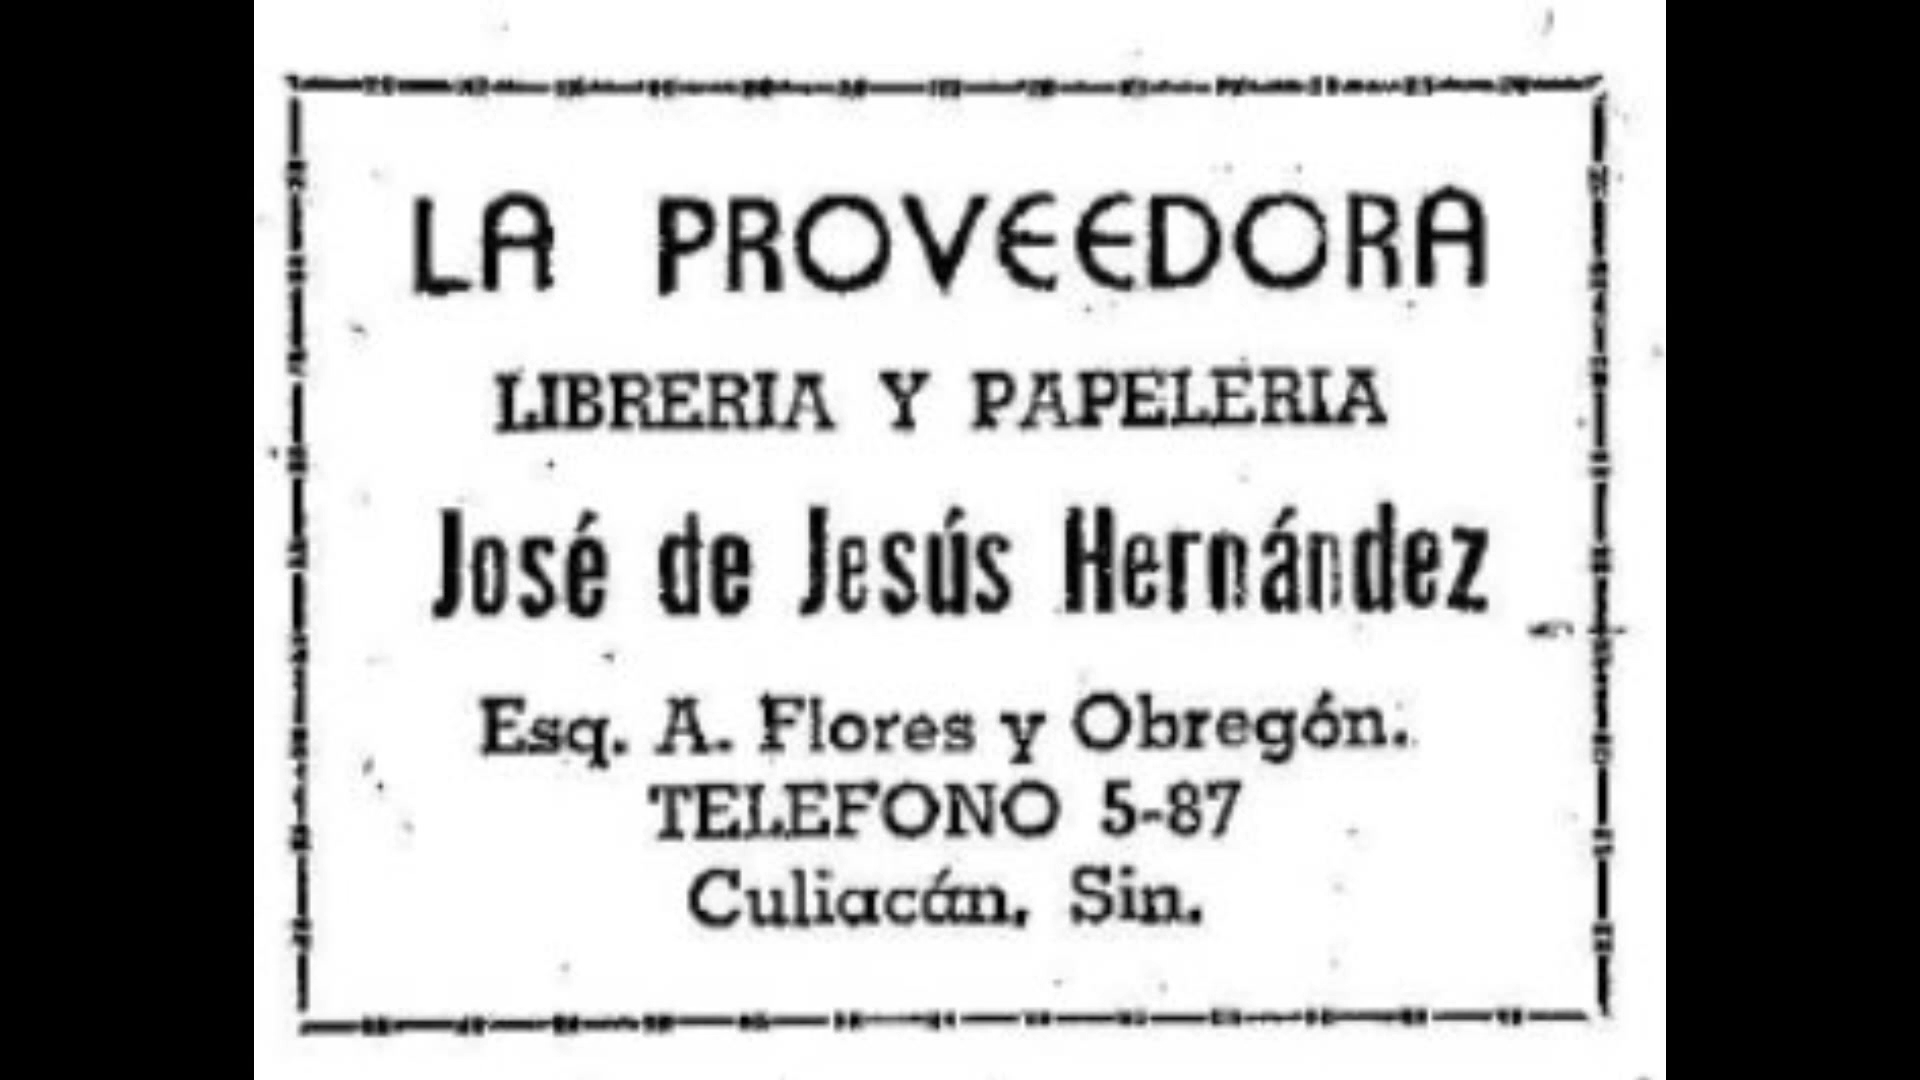 LA PROVEEDORA
LIBRERIA Y PAPELERIA
José de Jesús Hernández
Esq. A. Flores y Obregón.
TELEFONO 5-87
Culiacán, Sin.